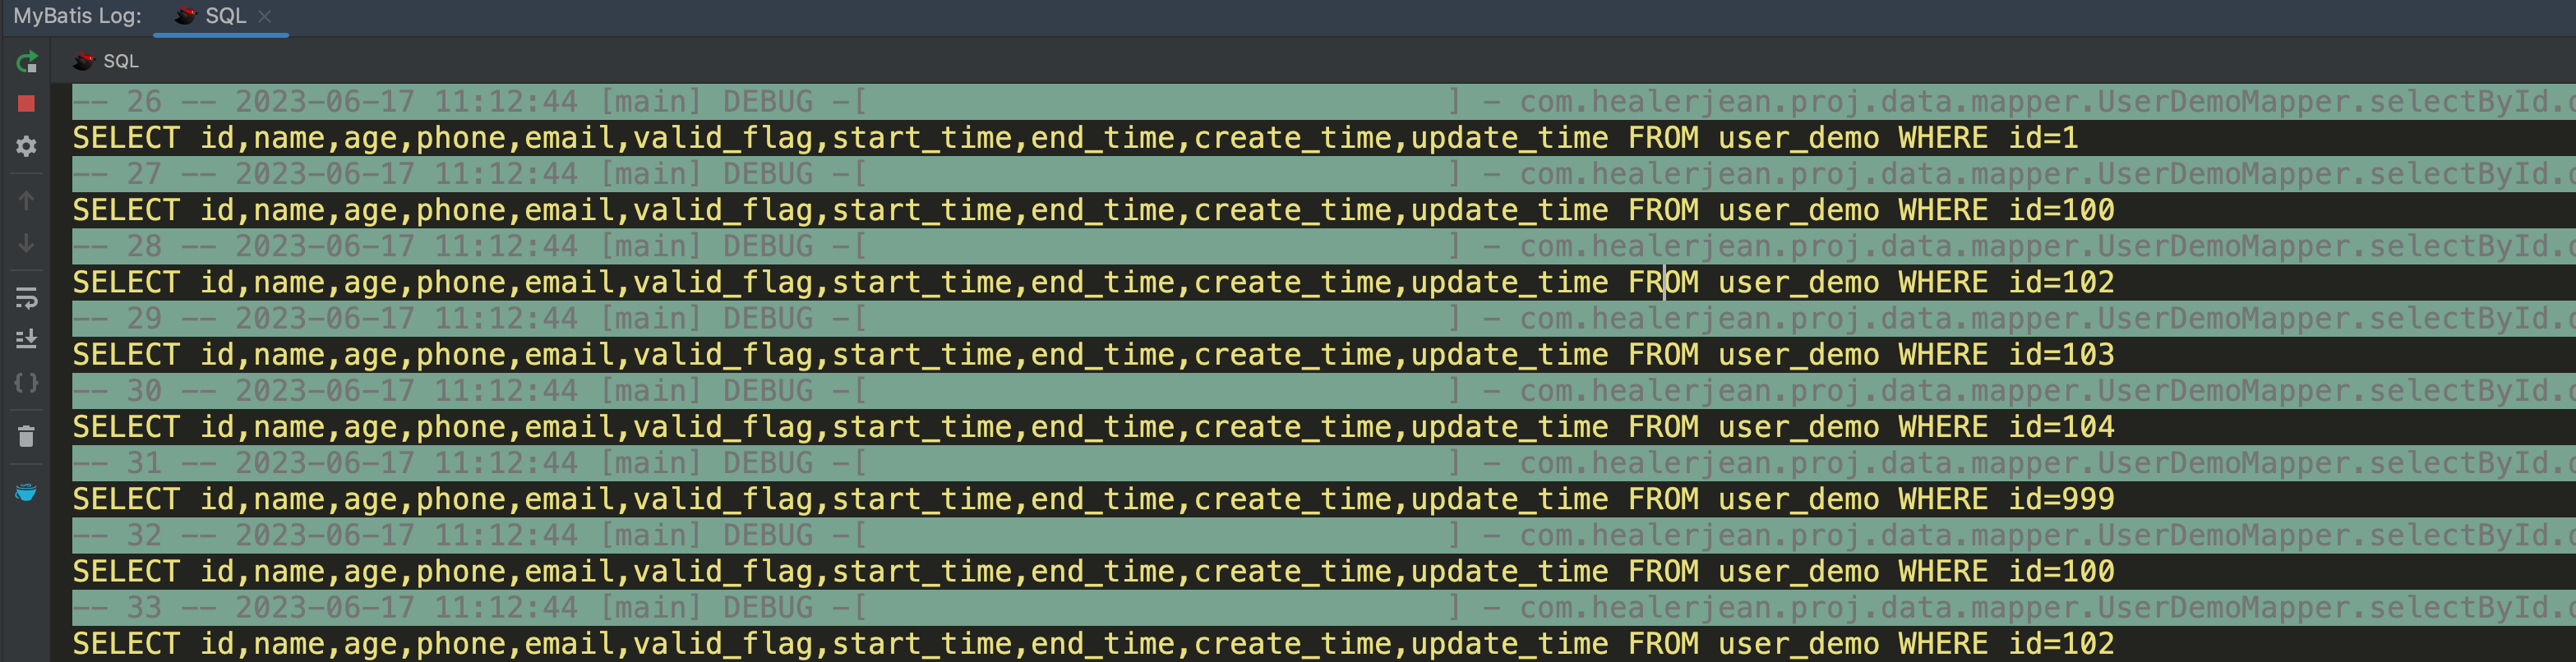 MyBatis Log: SQL
SQL
-- 26 -- 2023-06-17 11:12:44 [main] DEBUG -[ ] - com.healerjean.proj.data.mapper.UserDemoMapper.selectById.d
SELECT id,name,age,phone,email,valid_flag,start_time,end_time,create_time,update_time FROM user_demo WHERE id=1
-- 27 -- 2023-06-17 11:12:44 [main] DEBUG -[ ] - com.healerjean.proj.data.mapper.UserDemoMapper.selectById.d
SELECT id,name,age,phone,email,valid_flag,start_time,end_time,create_time,update_time FROM user_demo WHERE id=100
-- 28 -- 2023-06-17 11:12:44 [main] DEBUG -[ ] - com.healerjean.proj.data.mapper.UserDemoMapper.selectById.d
SELECT id,name,age,phone,email,valid_flag,start_time,end_time,create_time,update_time FROM user_demo WHERE id=102
-- 29 -- 2023-06-17 11:12:44 [main] DEBUG -[ ] - com.healerjean.proj.data.mapper.UserDemoMapper.selectById.d
SELECT id,name,age,phone,email,valid_flag,start_time,end_time,create_time,update_time FROM user_demo WHERE id=103
-- 30 -- 2023-06-17 11:12:44 [main] DEBUG -[ ] - com.healerjean.proj.data.mapper.UserDemoMapper.selectById.d
SELECT id,name,age,phone,email,valid_flag,start_time,end_time,create_time,update_time FROM user_demo WHERE id=104
-- 31 -- 2023-06-17 11:12:44 [main] DEBUG -[ ] - com.healerjean.proj.data.mapper.UserDemoMapper.selectById.d
SELECT id,name,age,phone,email,valid_flag,start_time,end_time,create_time,update_time FROM user_demo WHERE id=999
-- 32 -- 2023-06-17 11:12:44 [main] DEBUG -[ ] - com.healerjean.proj.data.mapper.UserDemoMapper.selectById.d
SELECT id,name,age,phone,email,valid_flag,start_time,end_time,create_time,update_time FROM user_demo WHERE id=100
-- 33 -- 2023-06-17 11:12:44 [main] DEBUG -[ ] - com.healerjean.proj.data.mapper.UserDemoMapper.selectById.d
SELECT id,name,age,phone,email,valid_flag,start_time,end_time,create_time,update_time FROM user_demo WHERE id=102